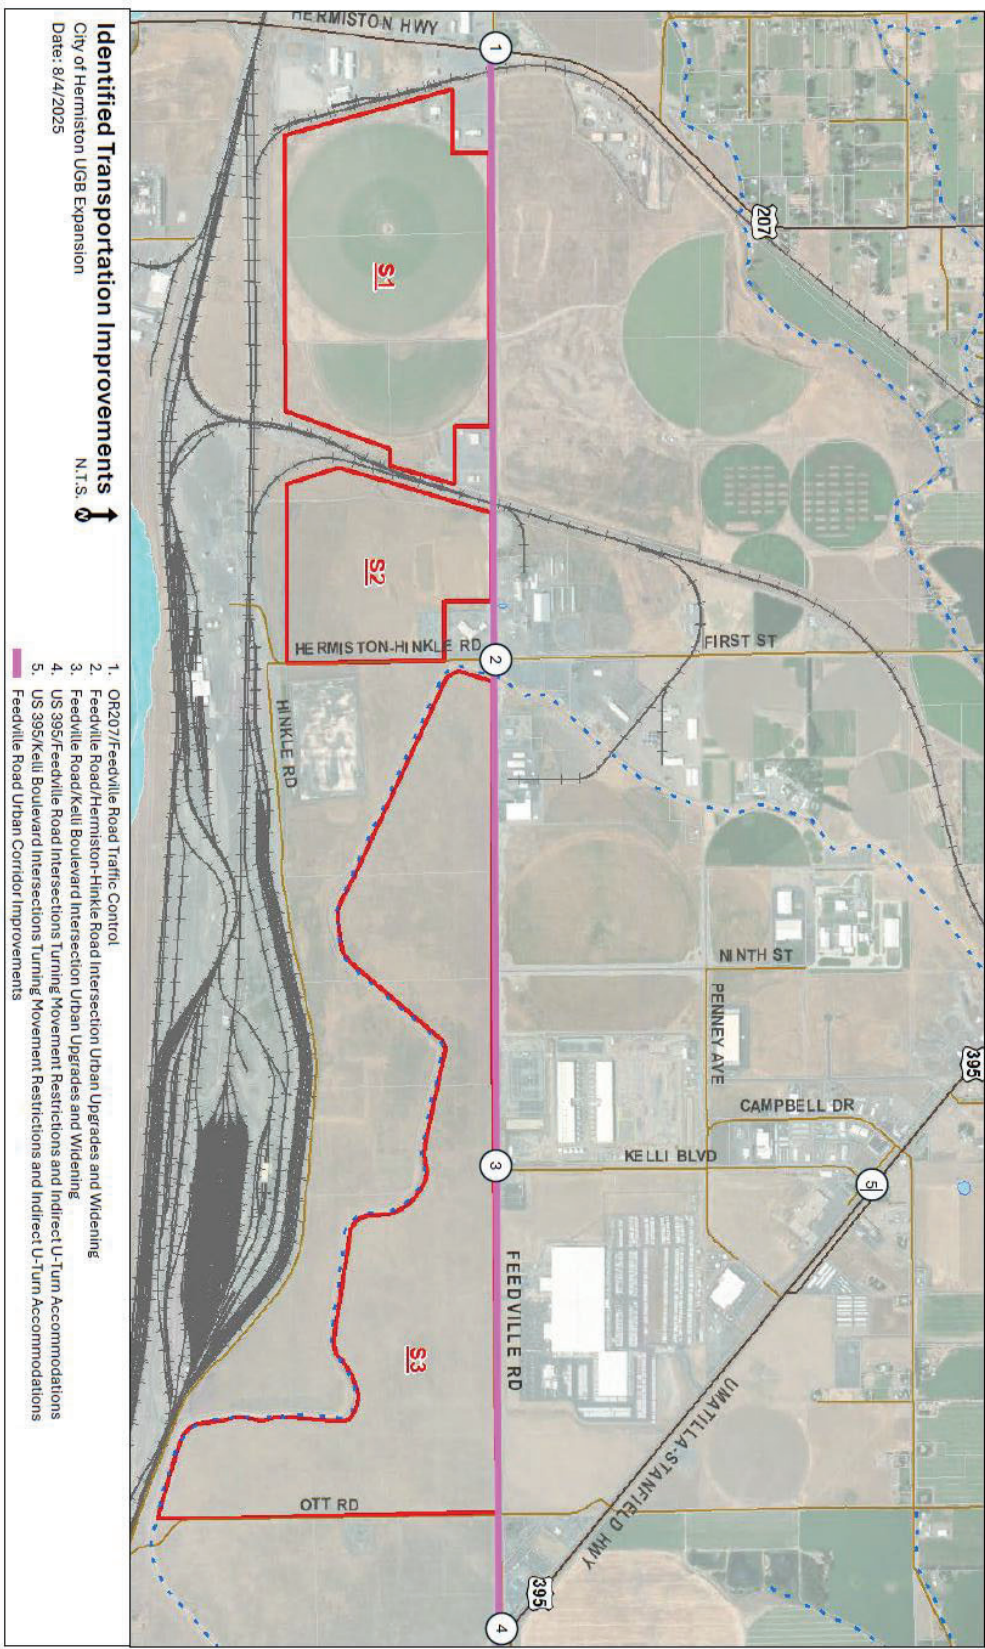 HERMISTON HWY
1
207
S1
S2
HERMISTON-HINKLE RD
2
FIRST ST
HINKLE RD
NINTH ST
PENNEY AVE
395
CAMPBELL DR
KELLI BLVD
3
5
FEEDVILLE RD
S3
UMATILLA-STANFIELD HWY
OTT RD
395
4
Identified Transportation Improvements
City of Hermiston UGB Expansion
N.T.S.
N
Date: 8/4/2025
1. OR207/Feedville Road Traffic Control
2. Feedville Road/Hermiston-Hinkle Road Intersection Urban Upgrades and Widening
3. Feedville Road/Kelli Boulevard Intersection Urban Upgrades and Widening
4. US 395/Feedville Road Intersections Turning Movement Restrictions and Indirect U-Turn Accommodations
5. US 395/Kelli Boulevard Intersections Turning Movement Restrictions and Indirect U-Turn Accommodations
Feedville Road Urban Corridor Improvements